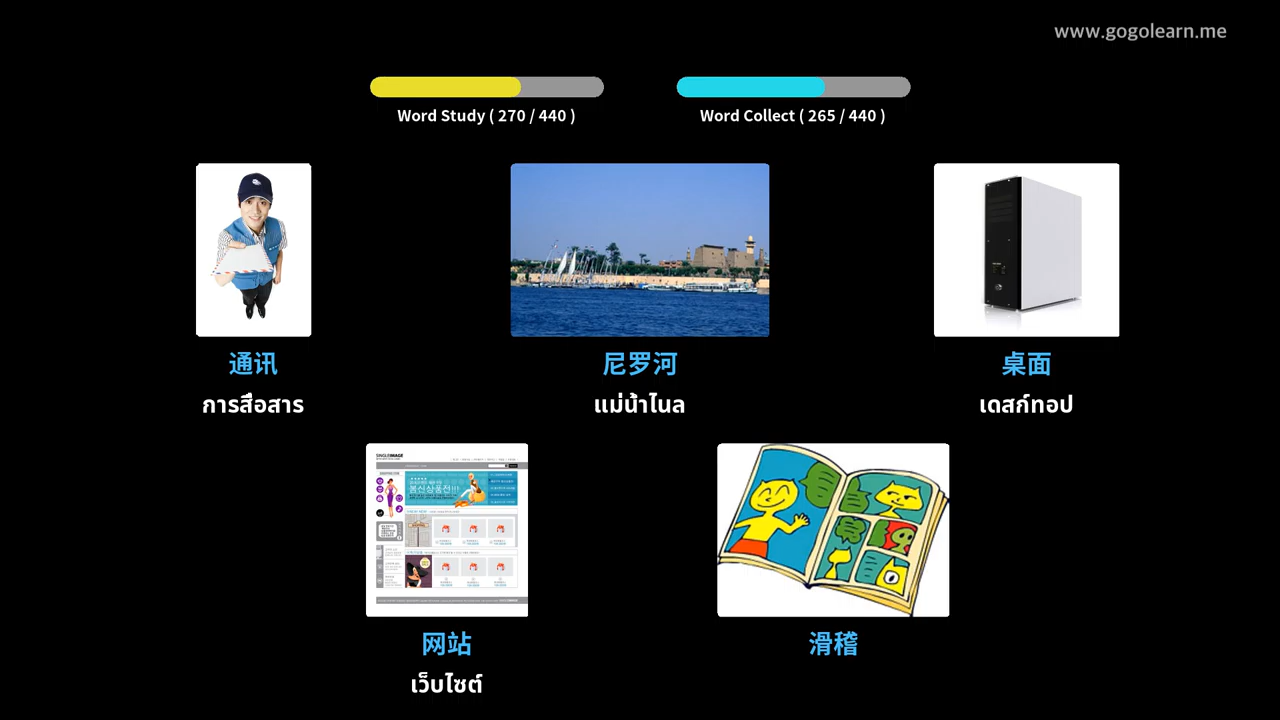 www.gogolearn.me
Word Study ( 270 / 440 )
Word Collect ( 265 / 440 )
通讯
尼罗河
桌面
การสื่อสาร
แม่น้ำไนล
เดสก์ทอป
SINGLEIMAGE
网站
滑稽
เว็บไซต์